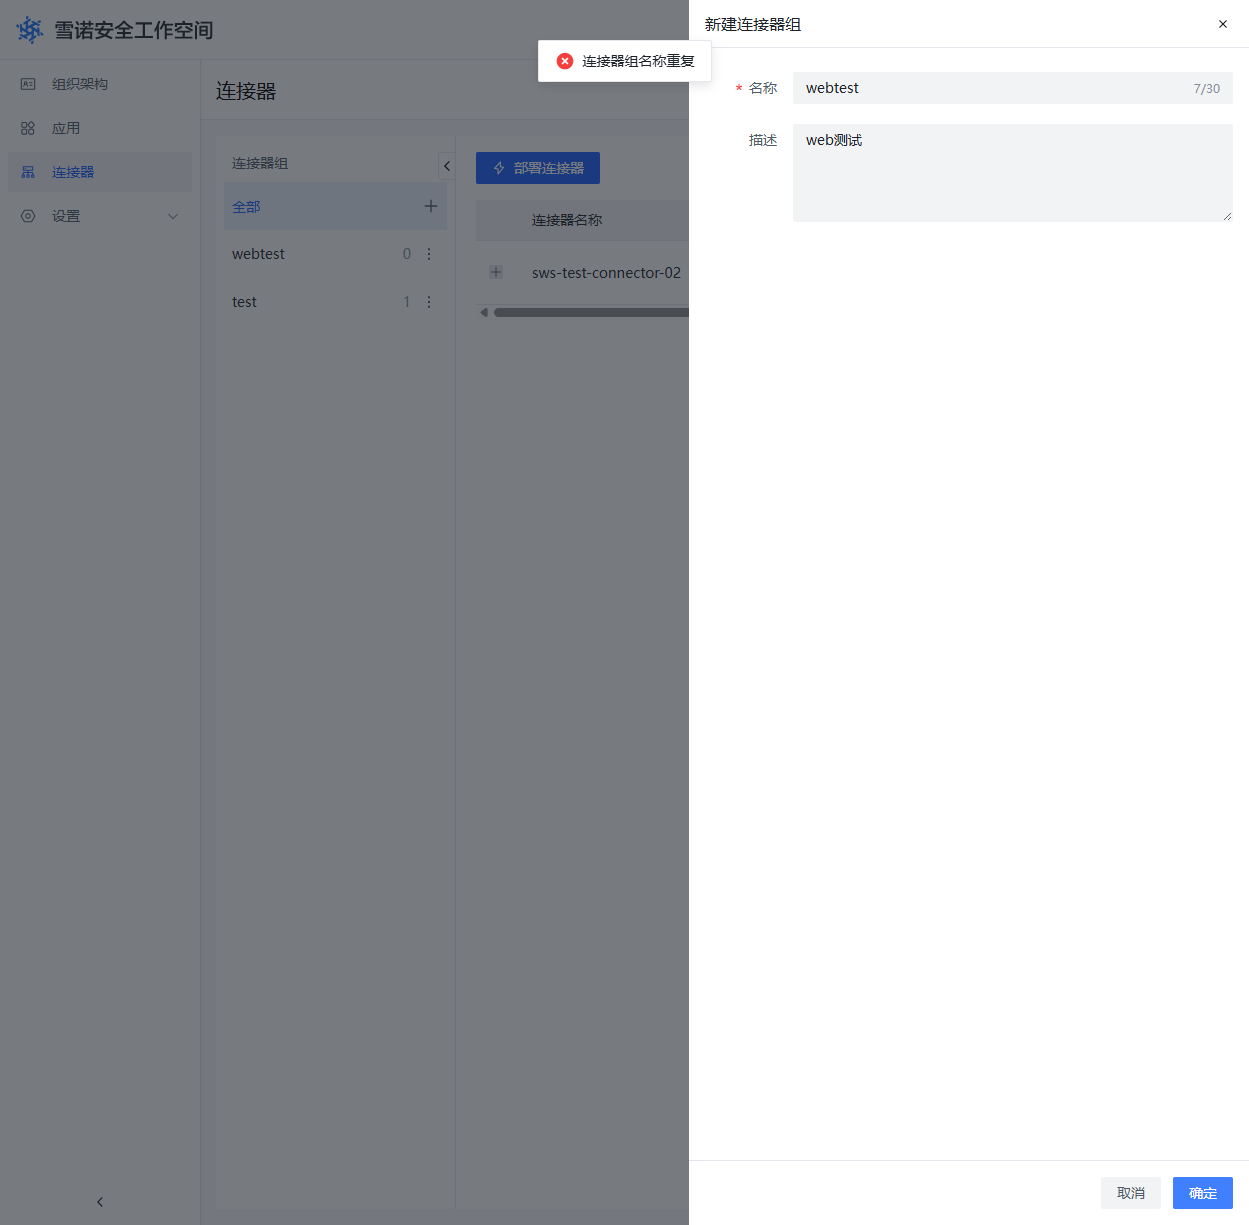 雪诺安全工作空间
组织架构
应用
连接器
设置
连接器
连接器组
全部
webtest 0
test 1
部署连接器
连接器名称
sws-test-connector-02
连接器组名称重复
新建连接器组
* 名称 webtest 7/30
描述 web测试
取消 确定